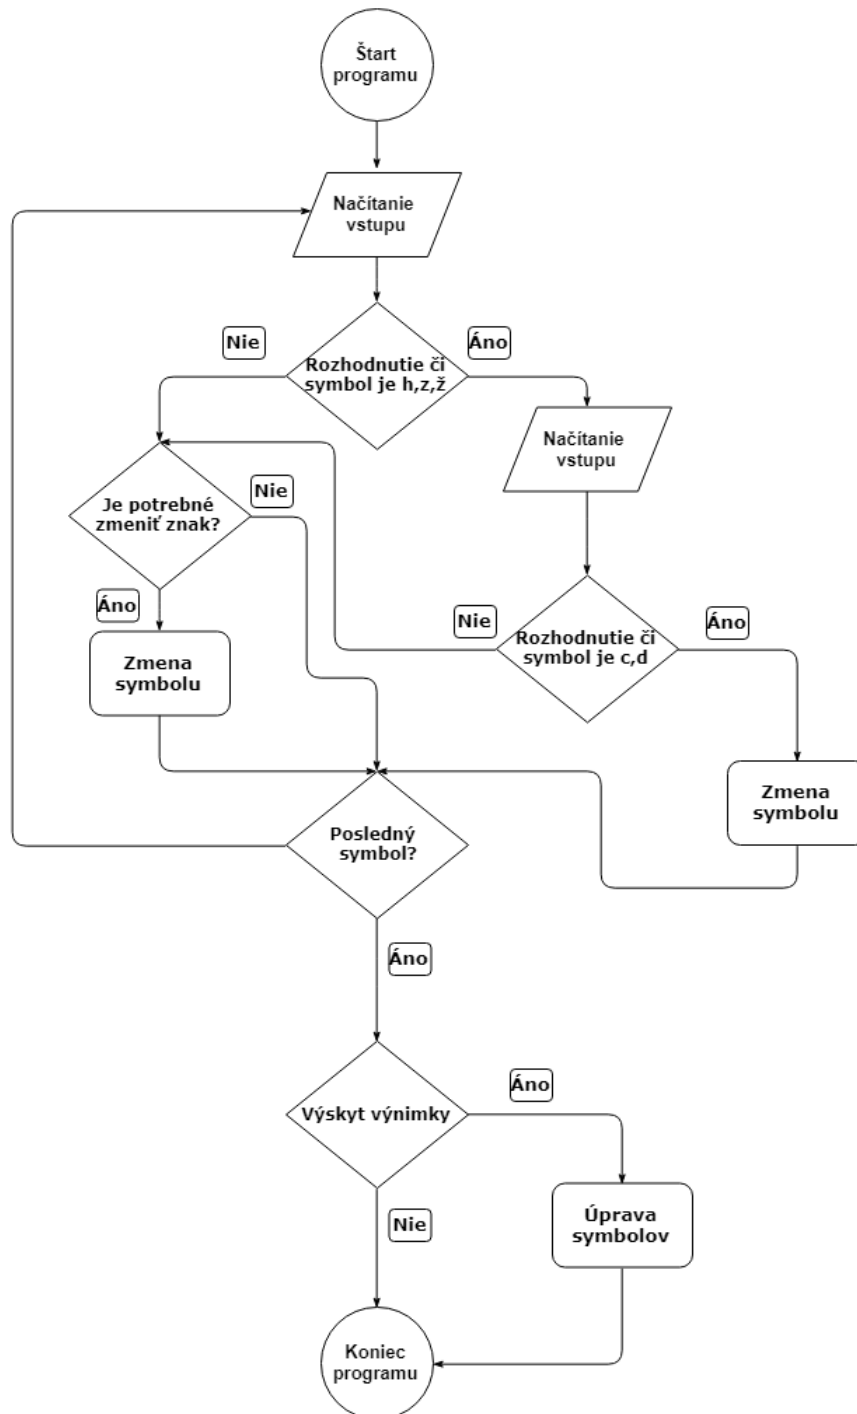 Štart
programu
Načítanie
vstupu
Nie
Áno
Rozhodnutie či
symbol je h,z,ž
Načítanie
vstupu
Je potrebné
zmeniť znak?
Nie
Áno
Nie
Rozhodnutie či
symbol je c,d
Áno
Zmena
symbolu
Zmena
symbolu
Posledný
symbol?
Áno
Výskyt výnimky
Áno
Nie
Úprava
symbolov
Koniec
programu